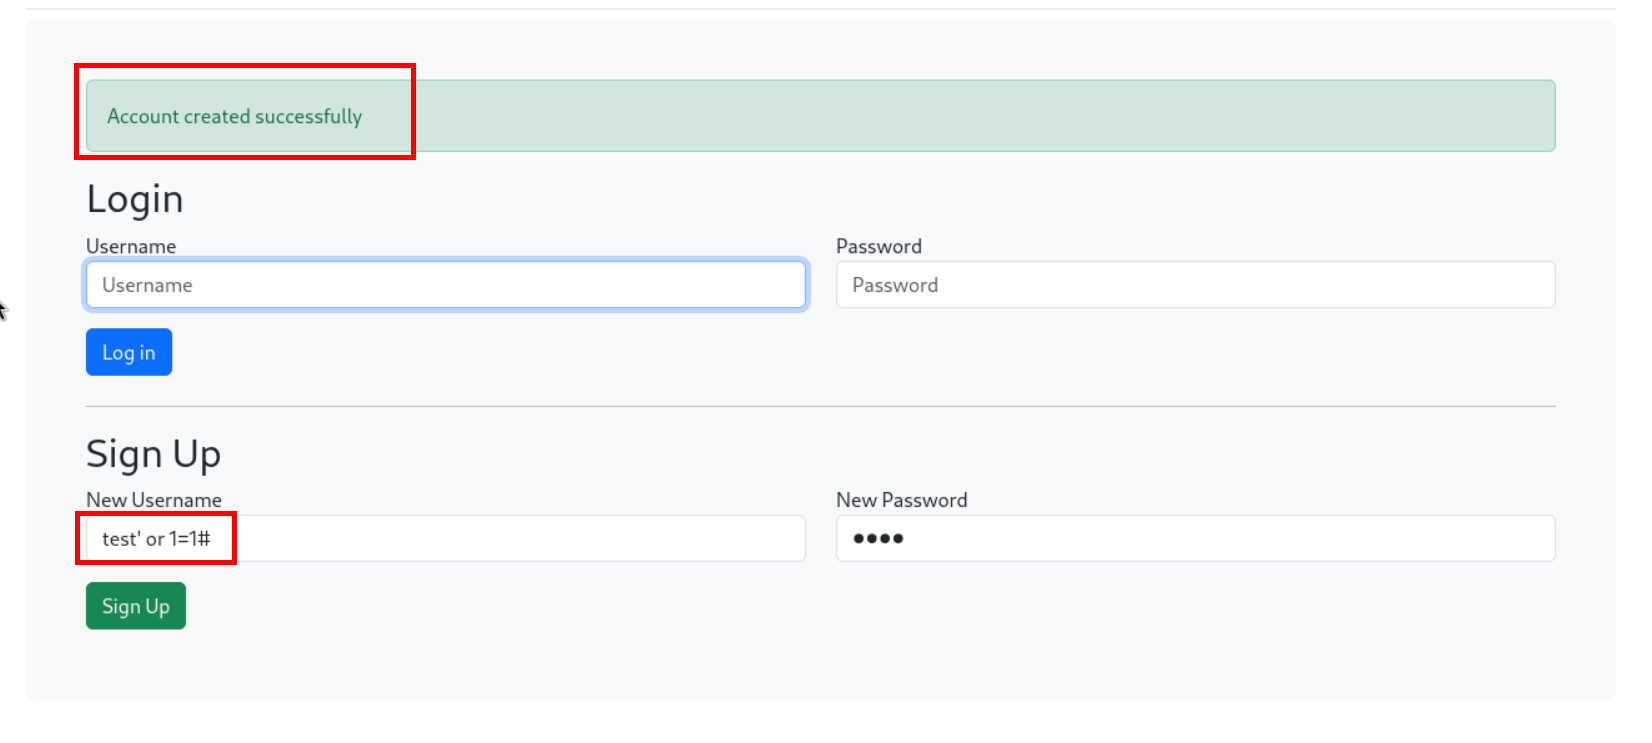 Account created successfully
Login
Username Password
Username Password
Log in
Sign Up
New Username New Password
test' or 1=1# ●●●●
Sign Up